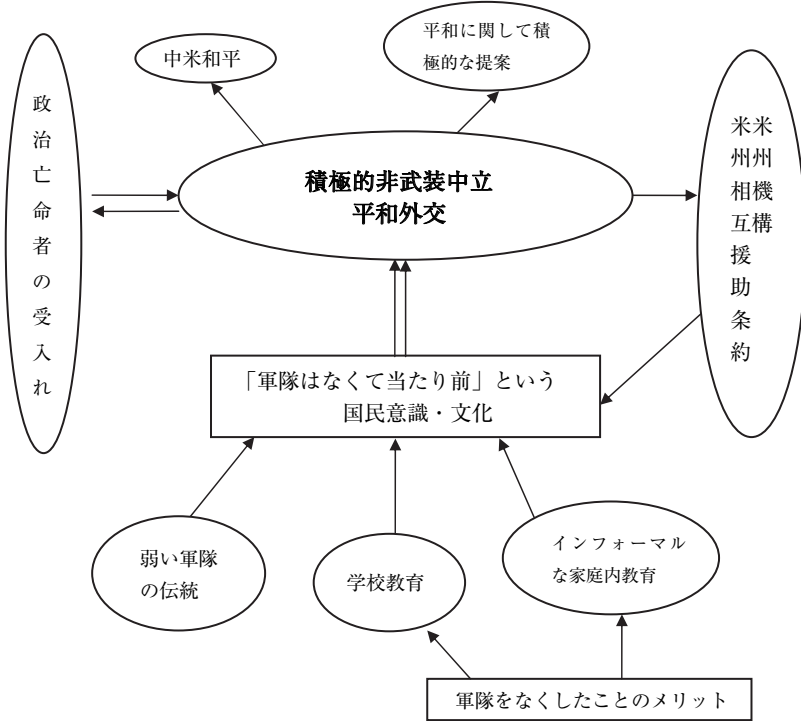 中米和平
平和に関して積
極的な提案
政治亡命者の受入れ
積極的非武装中立
平和外交
米州機構
米州相互援助条約
「軍隊はなくて当たり前」という
国民意識・文化
弱い軍隊
の伝統
学校教育
インフォーマル
な家庭内教育
軍隊をなくしたことのメリット